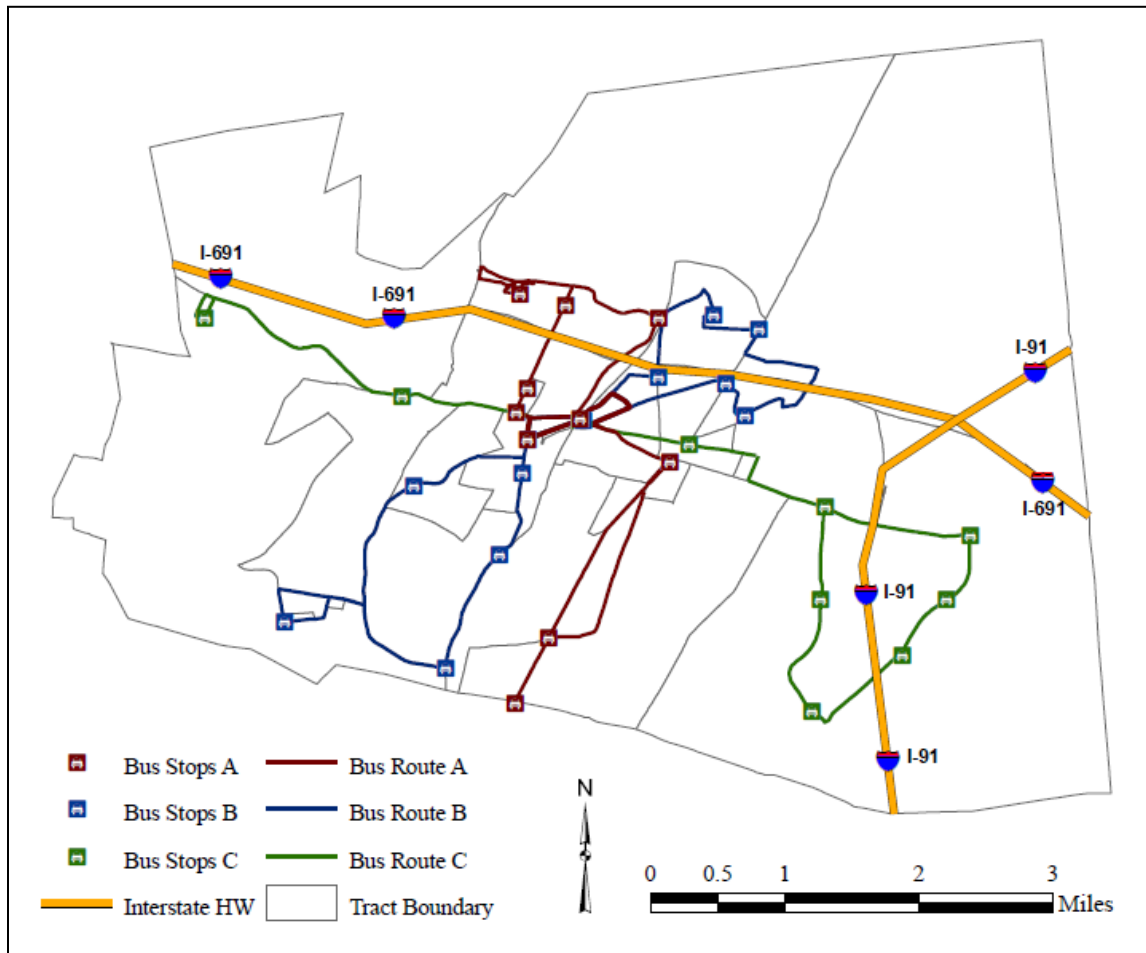 I-691
I-691
I-91
I-691
I-91
I-91
Bus Stops A
Bus Route A
Bus Stops B
Bus Route B
Bus Stops C
Bus Route C
Interstate HW
Tract Boundary
N
0 0.5 1 2 3
Miles